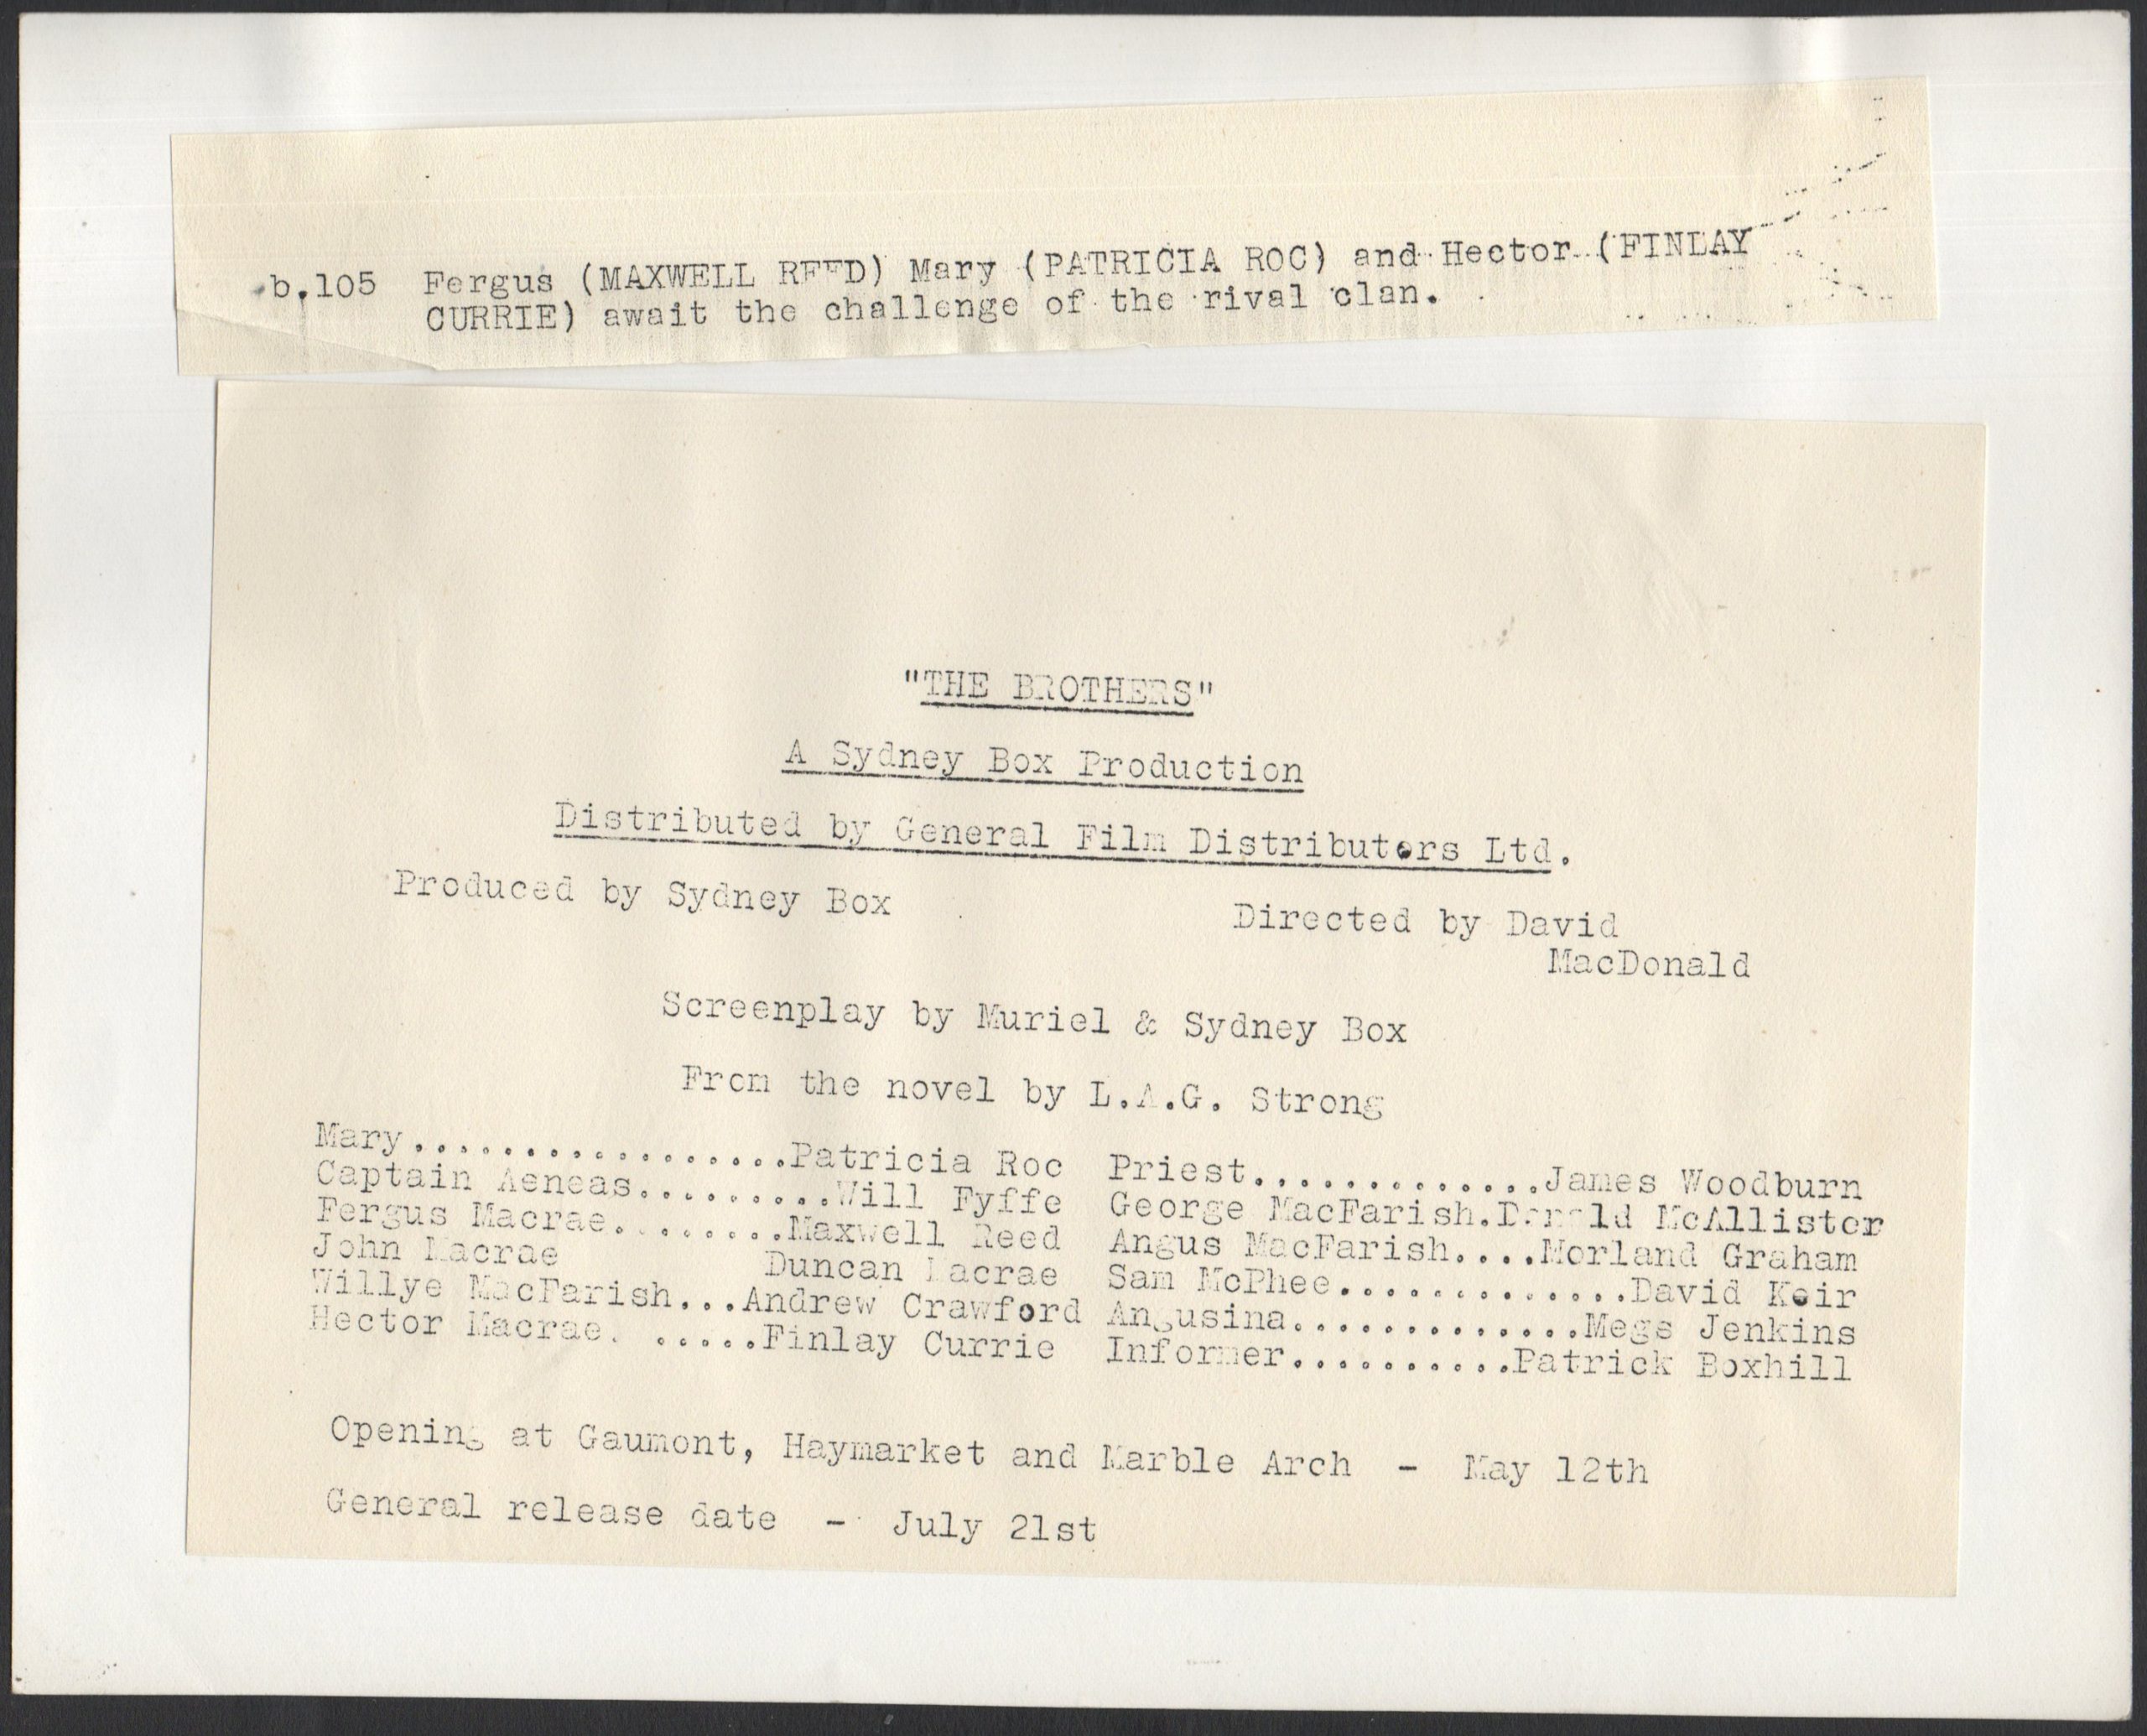 b.105 Fergus (MAXWELL REED) Mary (PATRICIA ROC) and Hector (FINLAY
CURRIE) await the challenge of the rival clan.
"THE BROTHERS"
A Sydney Box Production
Distributed by General Film Distributors Ltd.
Produced by Sydney Box
Directed by David
MacDonald
Screenplay by Muriel & Sydney Box
From the novel by L.A.G. Strong
Mary.................Patricia Roc
Captain Aeneas.........Will Fyffe
Fergus Macrae........Maxwell Reed
John Macrae Duncan Macrae
Willye MacFarish...Andrew Crawford
Hector Macrae. .....Finlay Currie
Priest.............James Woodburn
George MacFarish.Donald McAllister
Angus MacFarish....Morland Graham
Sam McPhee.............David Keir
Angusina.............Megs Jenkins
Informer..........Patrick Boxhill
Opening at Gaumont, Haymarket and Marble Arch - May 12th
General release date - July 21st